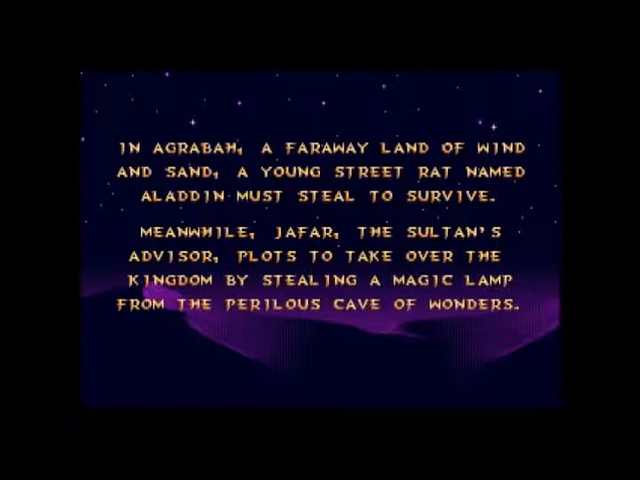 IN AGRABAH, A FARAWAY LAND OF WIND
AND SAND, A YOUNG STREET RAT NAMED
ALADDIN MUST STEAL TO SURVIVE.
MEANWHILE, JAFAR, THE SULTAN'S
ADVISOR, PLOTS TO TAKE OVER THE
KINGDOM BY STEALING A MAGIC LAMP
FROM THE PERILOUS CAVE OF WONDERS.